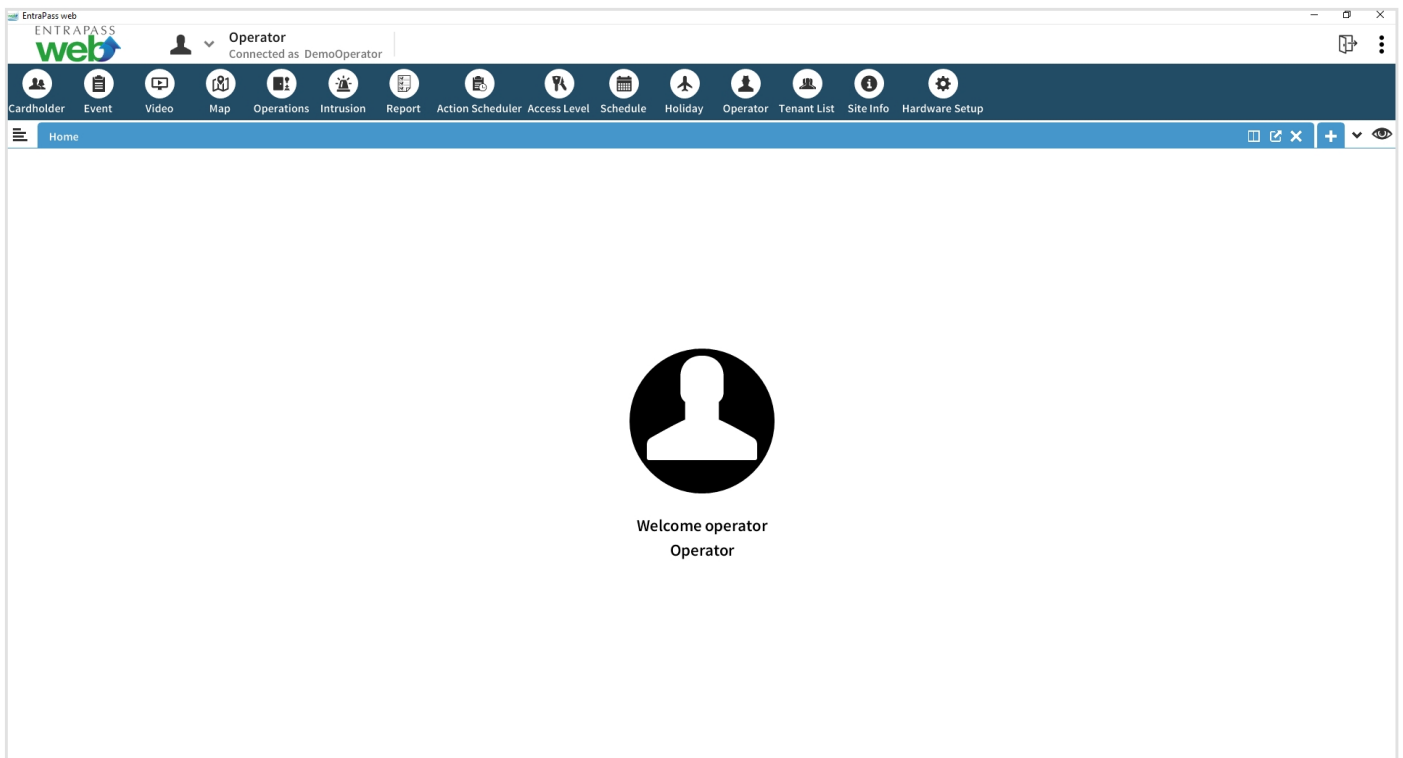 EntraPass web
ENTRAPASS
web
Operator
Connected as DemoOperator
Cardholder Event Video Map Operations Intrusion Report Action Scheduler Access Level Schedule Holiday Operator Tenant List Site Info Hardware Setup
Home
Welcome operator
Operator